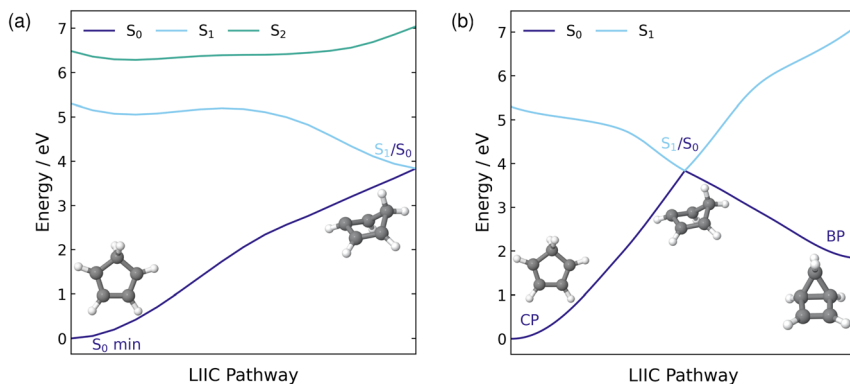 (a)
S₀ S₁ S₂
7
6
5
4
3
2
1
0
Energy / eV
S₁/S₀
S₀ min
LIIC Pathway
(b)
S₀ S₁
7
6
5
4
3
2
1
0
Energy / eV
S₁/S₀
BP
CP
LIIC Pathway